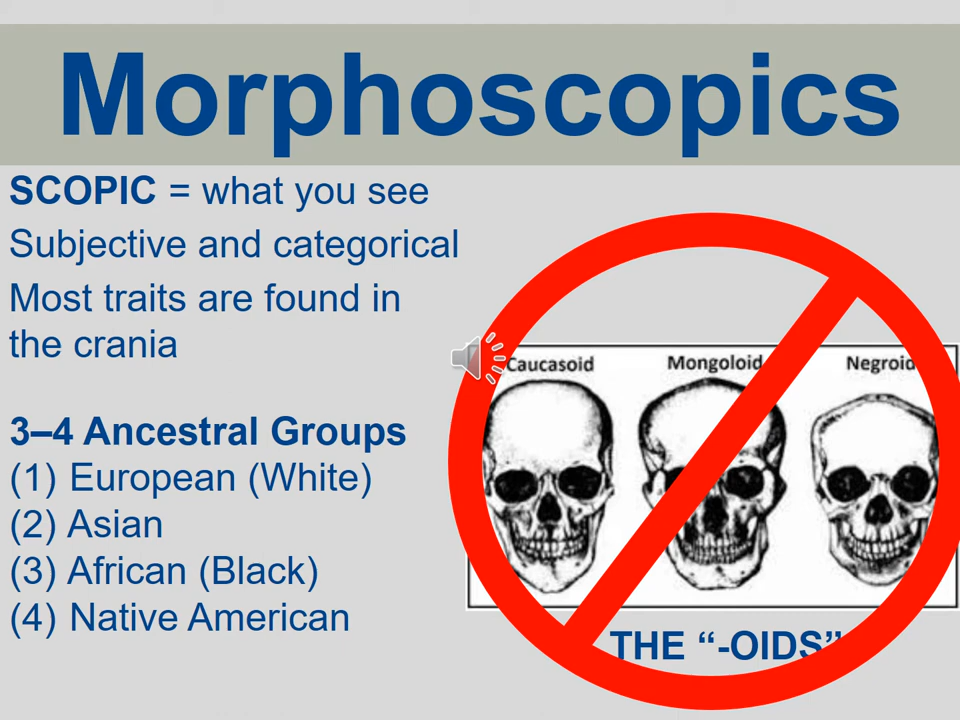 Morphoscopics
SCOPIC = what you see
Subjective and categorical
Most traits are found in
the crania
3–4 Ancestral Groups
(1) European (White)
(2) Asian
(3) African (Black)
(4) Native American
Caucasoid
Mongoloid
Negroid
THE “-OIDS”